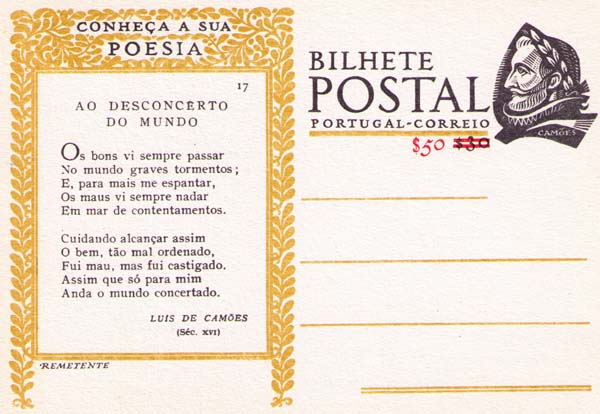 CONHEÇA A SUA
POESIA
17
AO DESCONCERTO
DO MUNDO
Os bons vi sempre passar
No mundo graves tormentos;
E, para mais me espantar,
Os maus vi sempre nadar
Em mar de contentamentos.
Cuidando alcançar assim
O bem, tão mal ordenado,
Fui mau, mas fui castigado.
Assim que só para mim
Anda o mundo concertado.
LUIS DE CAMÕES
(Séc. XVI)
REMETENTE
BILHETE
POSTAL
PORTUGAL-CORREIO
CAMÕES
$50 $30